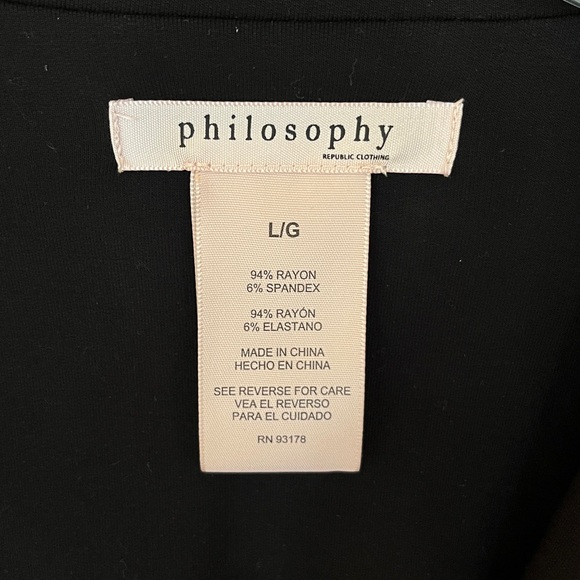 philosophy
REPUBLIC CLOTHING
L/G
94% RAYON
6% SPANDEX
94% RAYÓN
6% ELASTANO
MADE IN CHINA
HECHO EN CHINA
SEE REVERSE FOR CARE
VEA EL REVERSO
PARA EL CUIDADO
RN 93178